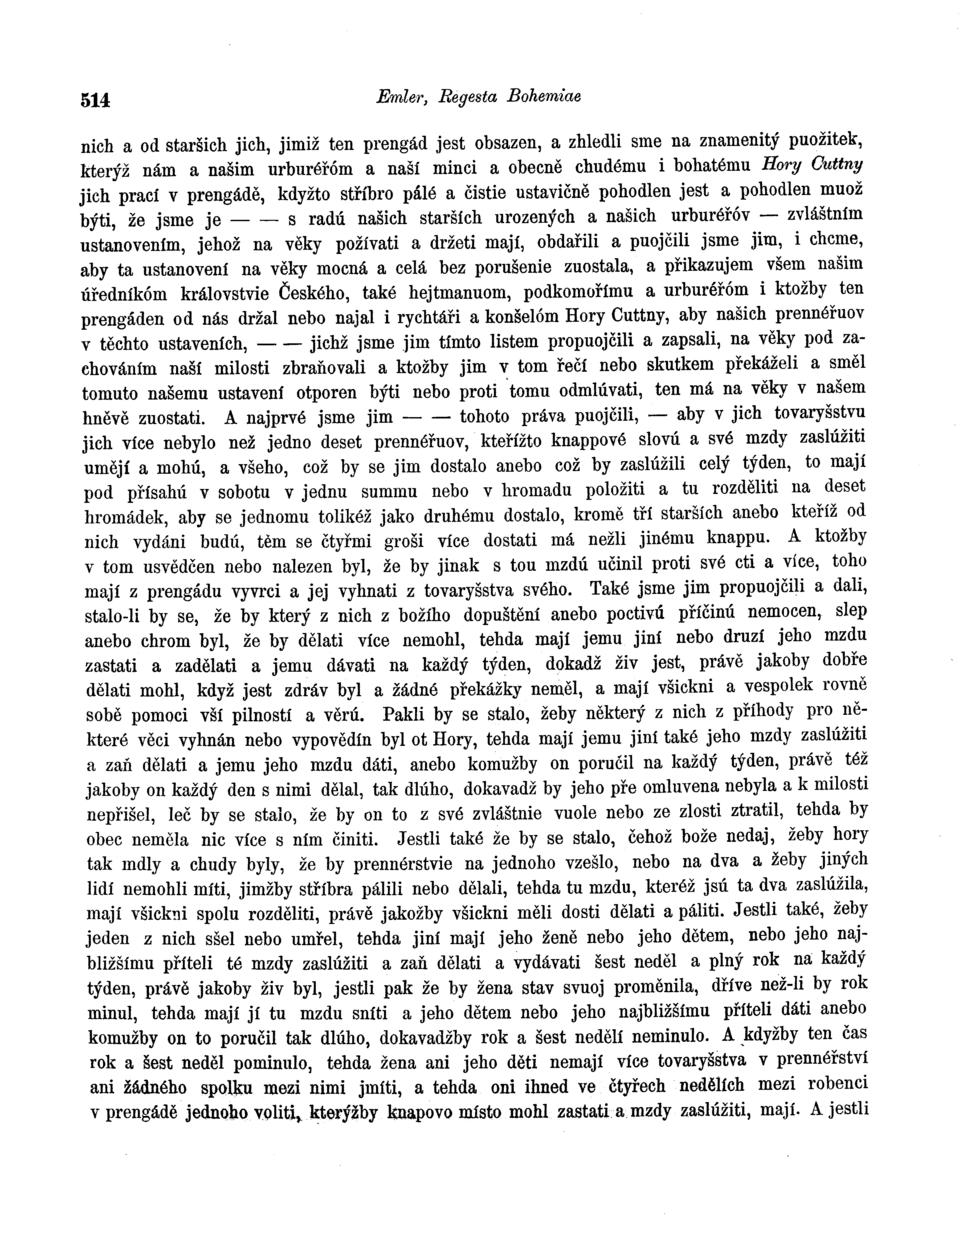 514 Emler, Regesta Bohemiae
nich a od staršich jich, jimiž ten prengád jest obsazen, a zhledli sme na znamenitý puožitek,
kterýž nám a našim urburéřóm a naší minci a obecně chudému i bohatému Hory Cuttny
jich prací v prengádě, kdyžto stříbro pálé a čistie ustavičně pohodlen jest a pohodlen muož
býti, že jsme je — — s radú našich starších urozených a našich urburéřóv — zvláštním
ustanovením, jehož na věky požívati a držeti mají, obdařili a puojčili jsme jim, i chcme,
aby ta ustanovení na věky mocná a celá bez porušenie zuostala, a přikazujem všem našim
úředníkóm královstvie Českého, také hejtmanuom, podkomořímu a urburéřóm i ktožby ten
prengáden od nás držal nebo najal i rychtáři a konšelóm Hory Cuttny, aby našich prennéřuov
v těchto ustaveních, — — jichž jsme jim tímto listem propuojčili a zapsali, na věky pod za-
chováním naší milosti zbraňovali a ktožby jim v tom řečí nebo skutkem překáželi a směl
tomuto našemu ustavení otporen býti nebo proti tomu odmlúvati, ten má na věky v našem
hněvě zuostati. A najprvé jsme jim — — tohoto práva puojčili, — aby v jich tovaryšstvu
jich více nebylo než jedno deset prennéřuov, kteřížto knappové slovú a své mzdy zaslúžiti
umějí a mohú, a všeho, což by se jim dostalo anebo což by zaslúžili celý týden, to mají
pod přísahú v sobotu v jednu summu nebo v hromadu položiti a tu rozděliti na deset
hromádek, aby se jednomu tolikéž jako druhému dostalo, kromě tří starších anebo kteříž od
nich vydáni budú, těm se čtyřmi groši více dostati má nežli jinému knappu. A ktožby
v tom usvědčen nebo nalezen byl, že by jinak s tou mzdú učinil proti své cti a více, toho
mají z prengádu vyvrci a jej vyhnati z tovaryšstva svého. Také jsme jim propuojčili a dali,
stalo-li by se, že by který z nich z božího dopuštění anebo poctivú příčinú nemocen, slep
anebo chrom byl, že by dělati více nemohl, tehda mají jemu jiní nebo druzí jeho mzdu
zastati a zadělati a jemu dávati na každý týden, dokadž živ jest, právě jakoby dobře
dělati mohl, když jest zdráv byl a žádné překážky neměl, a mají všickni a vespolek rovně
sobě pomoci vší pilností a věrú. Pakli by se stalo, žeby některý z nich z příhody pro ně-
které věci vyhnán nebo vypovědín byl ot Hory, tehda mají jemu jiní také jeho mzdy zaslúžiti
a zaň dělati a jemu jeho mzdu dáti, anebo komužby on poručil na každý týden, právě též
jakoby on každý den s nimi dělal, tak dlúho, dokavadž by jeho pře omluvena nebyla a k milosti
nepřišel, leč by se stalo, že by on to z své zvláštnie vuole nebo ze zlosti ztratil, tehda by
obec neměla nic více s ním činiti. Jestli také že by se stalo, čehož bože nedaj, žeby hory
tak mdly a chudy byly, že by prennérstvie na jednoho vzešlo, nebo na dva a žeby jiných
lidí nemohli míti, jimžby stříbra pálili nebo dělali, tehda tu mzdu, kteréž jsú ta dva zaslúžila,
mají všickni spolu rozděliti, právě jakožby všickni měli dosti dělati a páliti. Jestli také, žeby
jeden z nich sšel nebo umřel, tehda jiní mají jeho ženě nebo jeho dětem, nebo jeho naj-
bližšímu příteli té mzdy zaslúžiti a zaň dělati a vydávati šest neděl a plný rok na každý
týden, právě jakoby živ byl, jestli pak že by žena stav svuoj proměnila, dříve než-li by rok
minul, tehda mají jí tu mzdu sníti a jeho dětem nebo jeho najbližšímu příteli dáti anebo
komužby on to poručil tak dlúho, dokavadžby rok a šest nedělí neminulo. A kdyžby ten čas
rok a šest neděl pominulo, tehda žena ani jeho děti nemají více tovaryšstva v prennéřství
ani žádného spolku mezi nimi jmíti, a tehda oni ihned ve čtyřech nedělích mezi robenci
v prengádě jednoho voliti, kterýžby knapovo místo mohl zastati a mzdy zaslúžiti, mají. A jestli